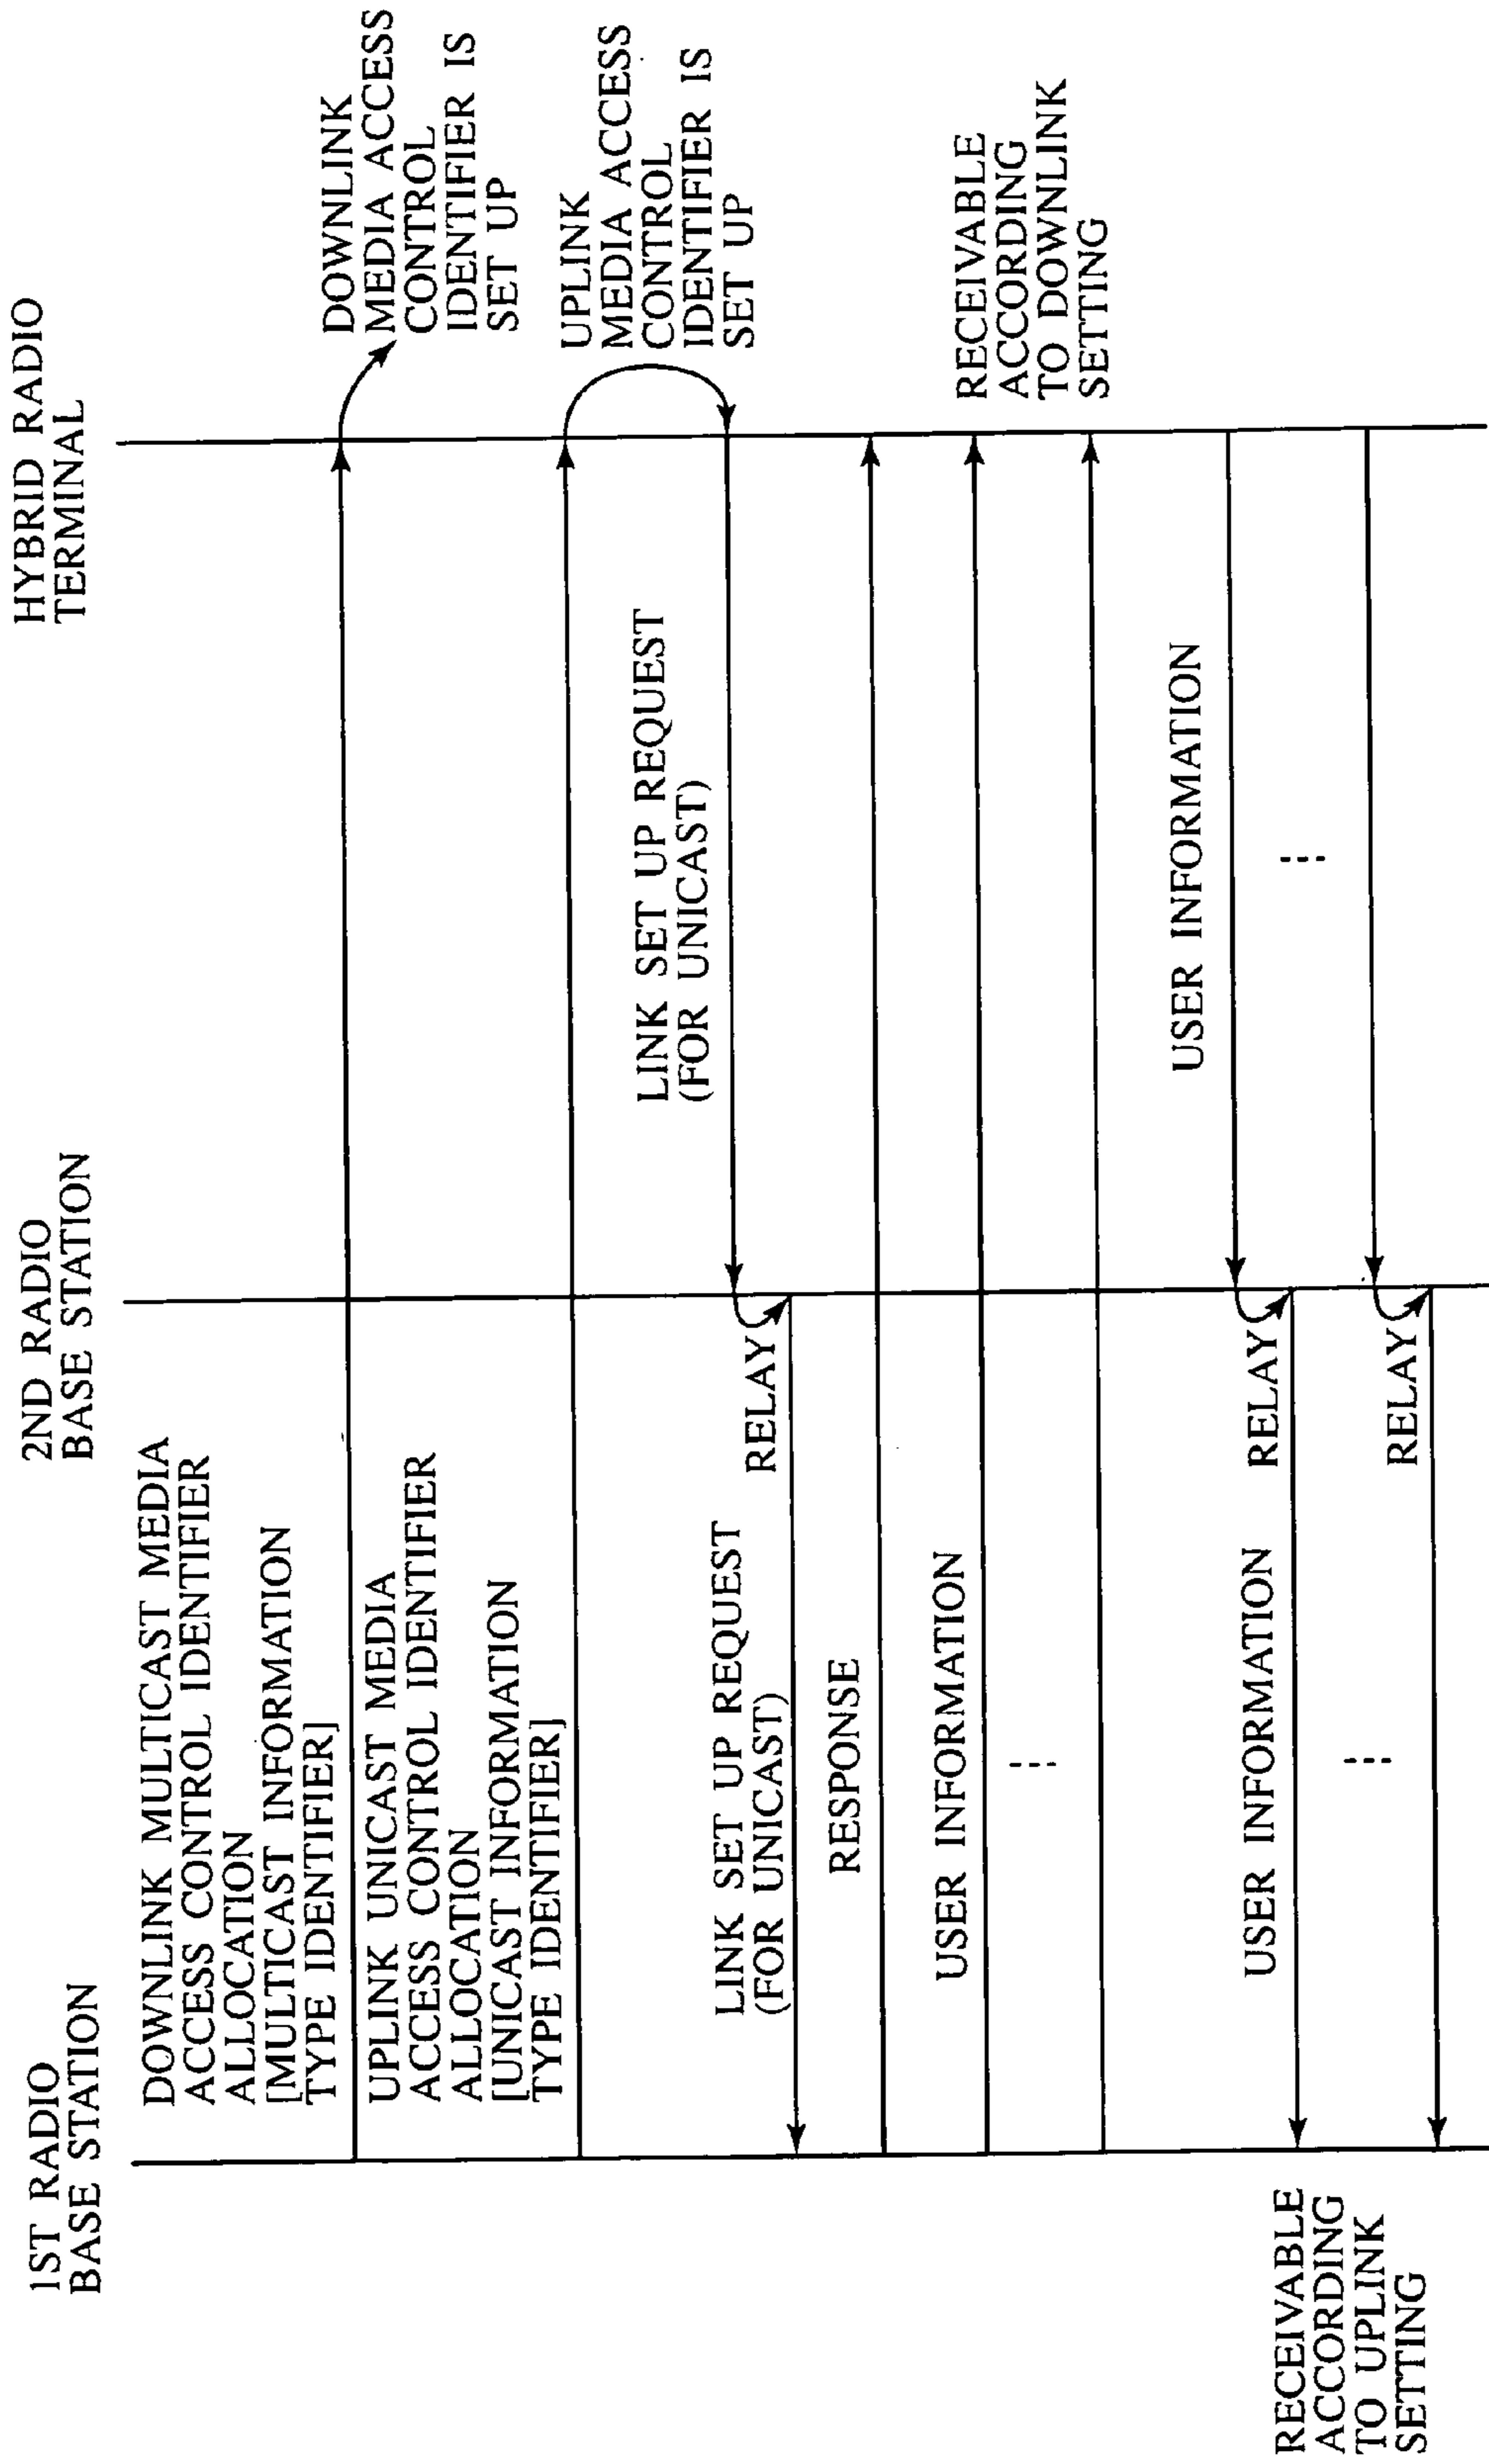 1ST RADIO
BASE STATION
2ND RADIO
BASE STATION
HYBRID RADIO
TERMINAL
DOWNLINK MULTICAST MEDIA
ACCESS CONTROL IDENTIFIER
ALLOCATION
[MULTICAST INFORMATION
TYPE IDENTIFIER]
DOWNLINK
MEDIA ACCESS
CONTROL
IDENTIFIER IS
SET UP
UPLINK UNICAST MEDIA
ACCESS CONTROL IDENTIFIER
ALLOCATION
[UNICAST INFORMATION
TYPE IDENTIFIER]
UPLINK
MEDIA ACCESS
CONTROL
IDENTIFIER IS
SET UP
LINK SET UP REQUEST
(FOR UNICAST)
RELAY
LINK SET UP REQUEST
(FOR UNICAST)
RESPONSE
USER INFORMATION
---
RECEIVABLE
ACCORDING
TO DOWNLINK
SETTING
USER INFORMATION
---
RELAY
USER INFORMATION
---
RELAY
RECEIVABLE
ACCORDING
TO UPLINK
SETTING